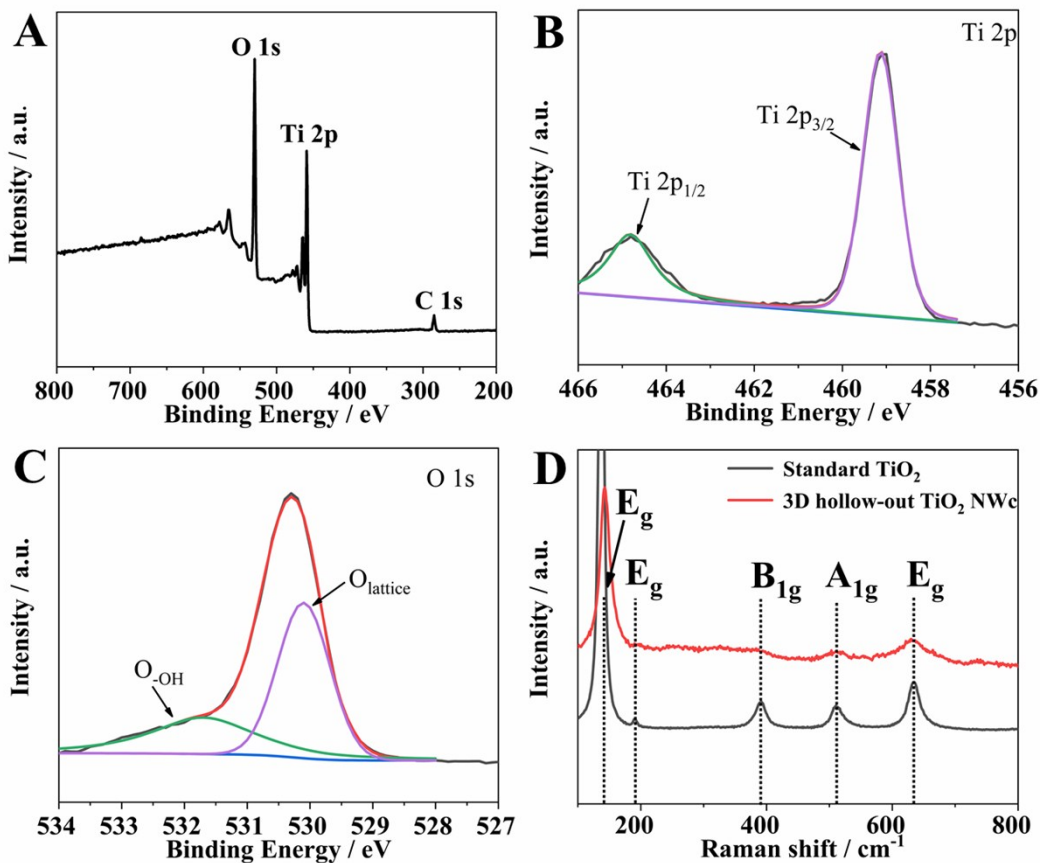 A
O 1s
Ti 2p
C 1s
Intensity / a.u.
800 700 600 500 400 300 200
Binding Energy / eV
B
Ti 2p
Ti 2p3/2
Ti 2p1/2
Intensity / a.u.
466 464 462 460 458 456
Binding Energy / eV
C
O 1s
Olattice
O-OH
Intensity / a.u.
534 533 532 531 530 529 528 527
Binding Energy / eV
D
Standard TiO2
3D hollow-out TiO2 NWc
Eg
Eg
B1g
A1g
Eg
Intensity / a.u.
200 400 600 800
Raman shift / cm-1